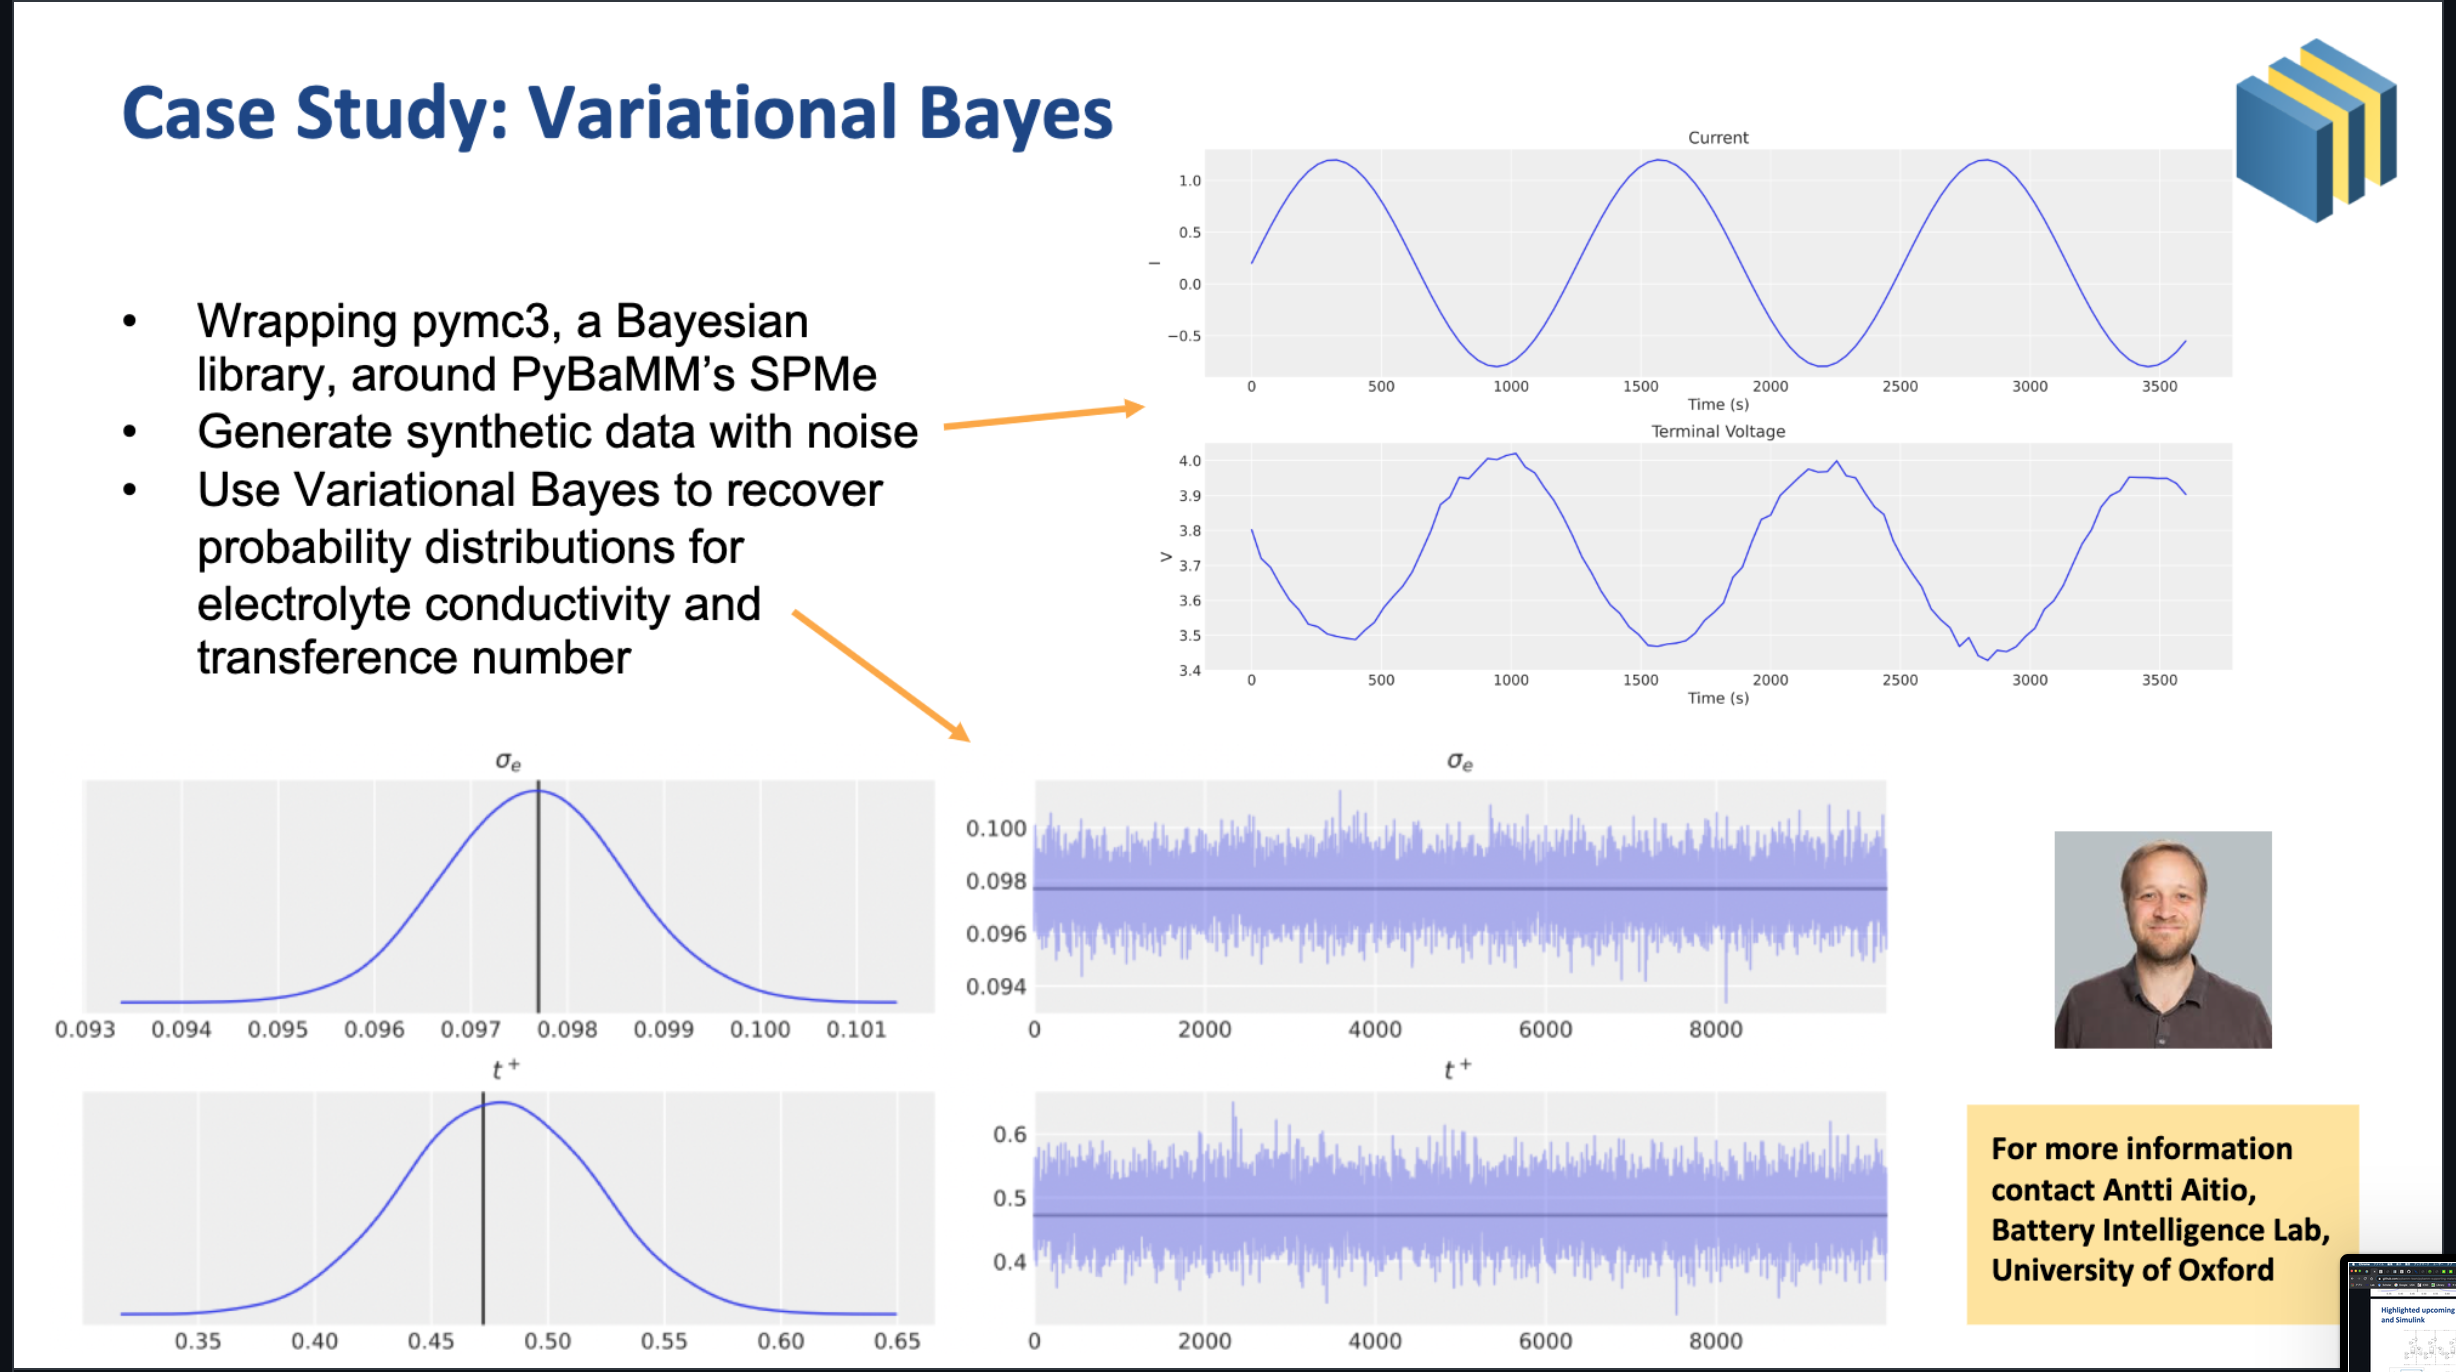 Case Study: Variational Bayes
• Wrapping pymc3, a Bayesian
library, around PyBaMM’s SPMe
• Generate synthetic data with noise
• Use Variational Bayes to recover
probability distributions for
electrolyte conductivity and
transference number
Current
1.0
0.5
0.0
−0.5
I
0 500 1000 1500 2000 2500 3000 3500
Time (s)
Terminal Voltage
4.0
3.9
3.8
3.7
3.6
3.5
3.4
V
0 500 1000 1500 2000 2500 3000 3500
Time (s)
σe
0.093 0.094 0.095 0.096 0.097 0.098 0.099 0.100 0.101
σe
0.100
0.098
0.096
0.094
0 2000 4000 6000 8000
t+
0.35 0.40 0.45 0.50 0.55 0.60 0.65
t+
0.6
0.5
0.4
0 2000 4000 6000 8000
For more information
contact Antti Aitio,
Battery Intelligence Lab,
University of Oxford
Highlighted upcoming
and Simulink